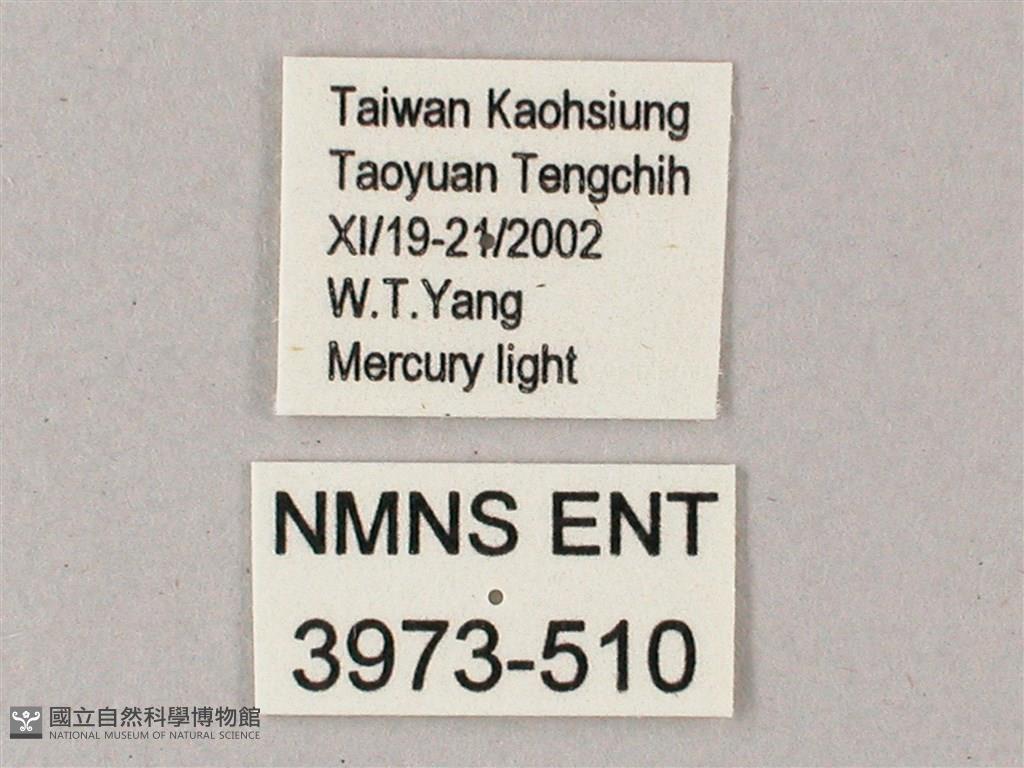 Taiwan Kaohsiung
Taoyuan Tengchih
XI/19-21/2002
W.T.Yang
Mercury light
NMNS ENT
3973-510
國立自然科學博物館
NATIONAL MUSEUM OF NATURAL SCIENCE